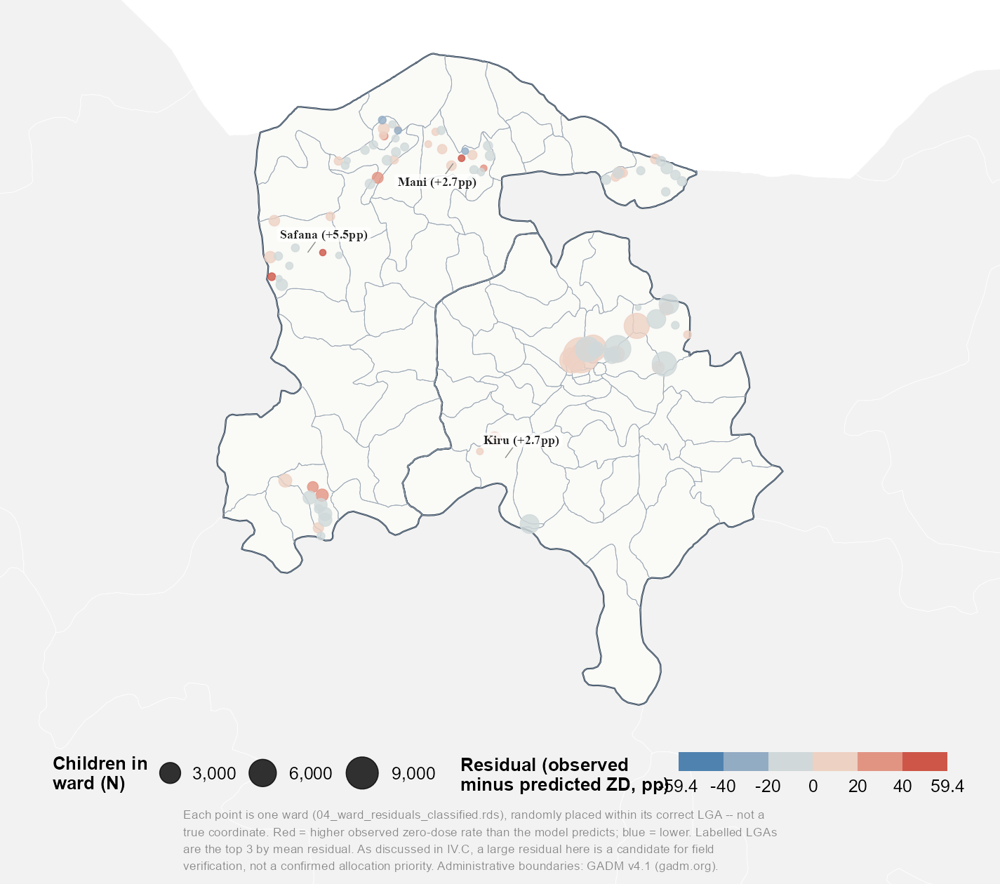 Mani (+2.7pp)
Safana (+5.5pp)
Kiru (+2.7pp)
Children in
ward (N)
3,000
6,000
9,000
Residual (observed
minus predicted ZD, pp)
-59.4 -40 -20 0 20 40 59.4
Each point is one ward (04_ward_residuals_classified.rds), randomly placed within its correct LGA -- not a
true coordinate. Red = higher observed zero-dose rate than the model predicts; blue = lower. Labelled LGAs
are the top 3 by mean residual. As discussed in IV.C, a large residual here is a candidate for field
verification, not a confirmed allocation priority. Administrative boundaries: GADM v4.1 (gadm.org).